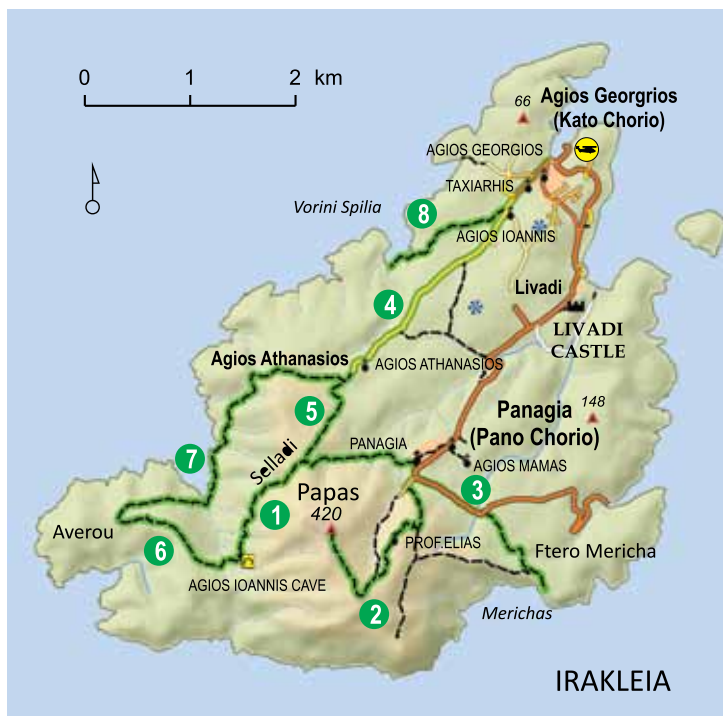 0 1 2 km
66
Agios Georgrios
(Kato Chorio)
AGIOS GEORGIOS
TAXIARHIS
Vorini Spilia
8
AGIOS IOANNIS
4
Livadi
LIVADI
CASTLE
Agios Athanasios
AGIOS ATHANASIOS
5
148
Panagia
(Pano Chorio)
PANAGIA
AGIOS MAMAS
Selladi
7
Papas
420
3
1
Averou
6
PROF.ELIAS
Ftero Mericha
AGIOS IOANNIS CAVE
2
Merichas
IRAKLEIA